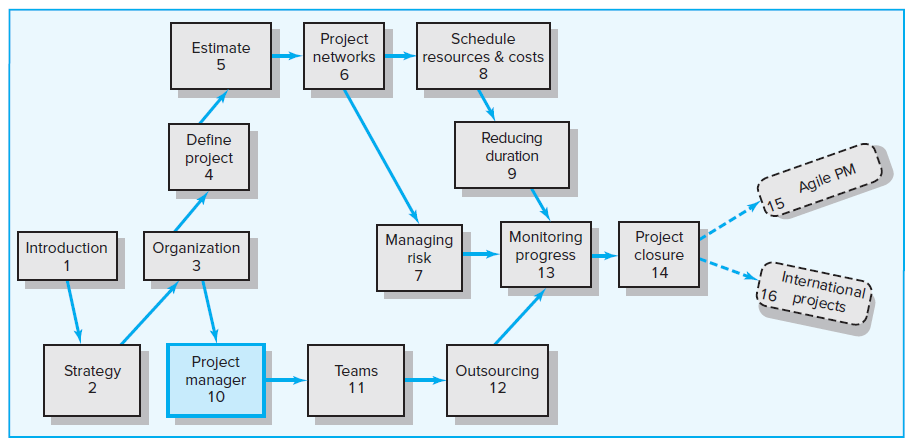 Estimate
5
Project
networks
6
Schedule
resources & costs
8
Define
project
4
Reducing
duration
9
Agile PM
15
Introduction
1
Organization
3
Managing
risk
7
Monitoring
progress
13
Project
closure
14
International
16 projects
Strategy
2
Project
manager
10
Teams
11
Outsourcing
12